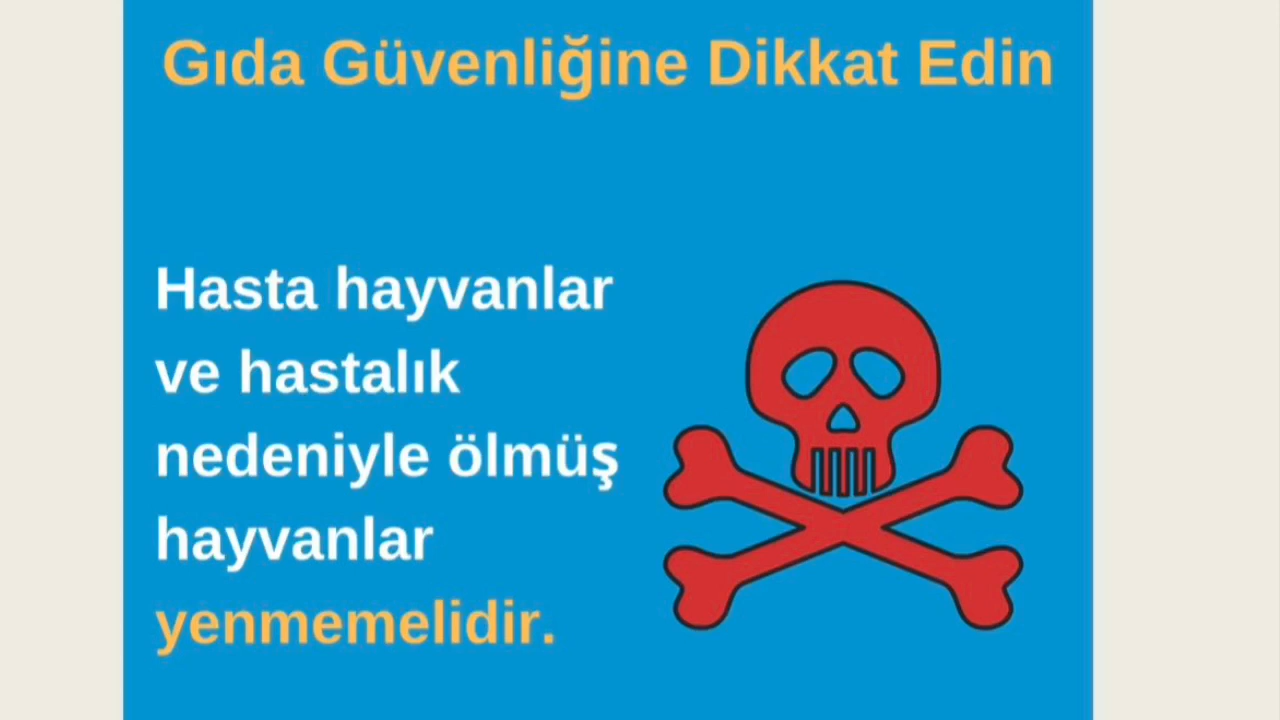 Gıda Güvenliğine Dikkat Edin
Hasta hayvanlar
ve hastalık
nedeniyle ölmüş
hayvanlar
yenmemelidir.